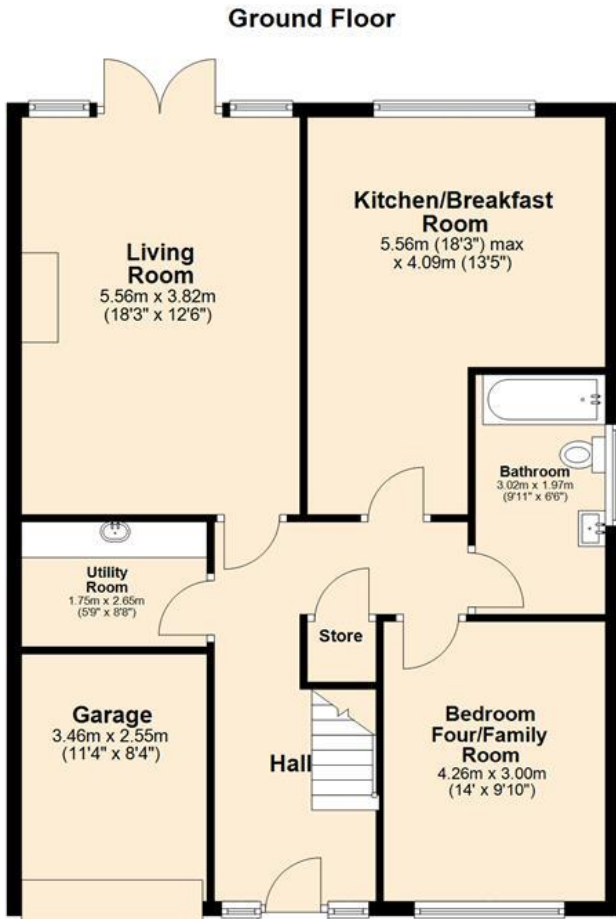 Ground Floor
Living
Room
5.56m x 3.82m
(18'3" x 12'6")
Kitchen/Breakfast
Room
5.56m (18'3") max
x 4.09m (13'5")
Bathroom
3.02m x 1.97m
(9'11" x 6'6")
Utility
Room
1.75m x 2.65m
(5'9" x 8'8")
Store
Garage
3.46m x 2.55m
(11'4" x 8'4")
Hall
Bedroom
Four/Family
Room
4.26m x 3.00m
(14' x 9'10")